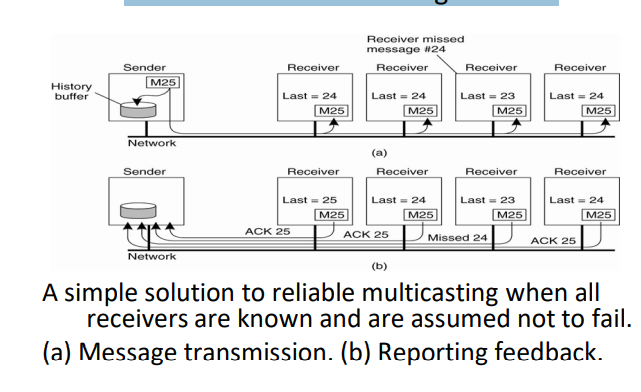 Receiver missed
message #24
Sender Receiver Receiver Receiver Receiver
History
buffer
M25
Last = 24 Last = 24 Last = 23 Last = 24
M25 M25 M25 M25
Network
(a)
Sender Receiver Receiver Receiver Receiver
Last = 25 Last = 24 Last = 23 Last = 24
M25 M25 M25 M25
ACK 25 ACK 25 Missed 24 ACK 25
Network
(b)
A simple solution to reliable multicasting when all
receivers are known and are assumed not to fail.
(a) Message transmission. (b) Reporting feedback.